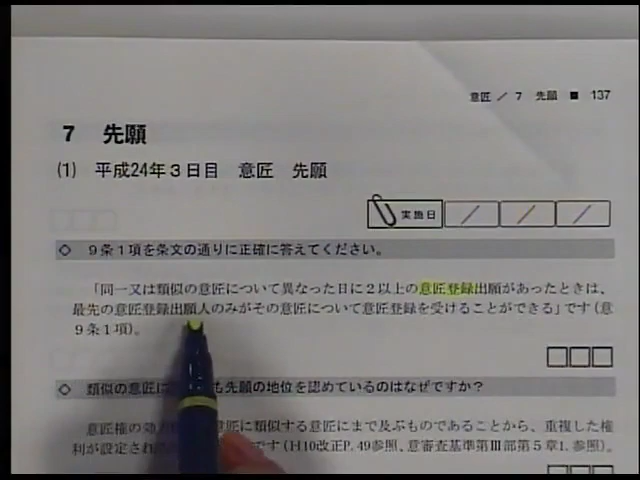 意匠 / 7 先願 ■ 137
7 先願
(1) 平成24年3日目 意匠 先願
実施日 / / /
◇ 9条1項を条文の通りに正確に答えてください。
「同一又は類似の意匠について異なった日に2以上の意匠登録出願があったときは、
最先の意匠登録出願人のみがその意匠について意匠登録を受けることができる」です(意
9条1項)。
◇ 類似の意匠に も先願の地位を認めているのはなぜですか?
意匠権の効力 意匠に類似する意匠にまで及ぶものであることから、重複した権
利が設定され です(H10改正P.49参照、意審査基準第Ⅲ部第5章1.参照)。